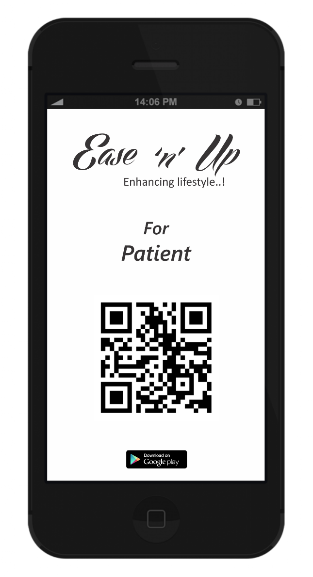 14:06 PM
Ease 'n' Up
Enhancing lifestyle..!
For
Patient
Download on
Google play